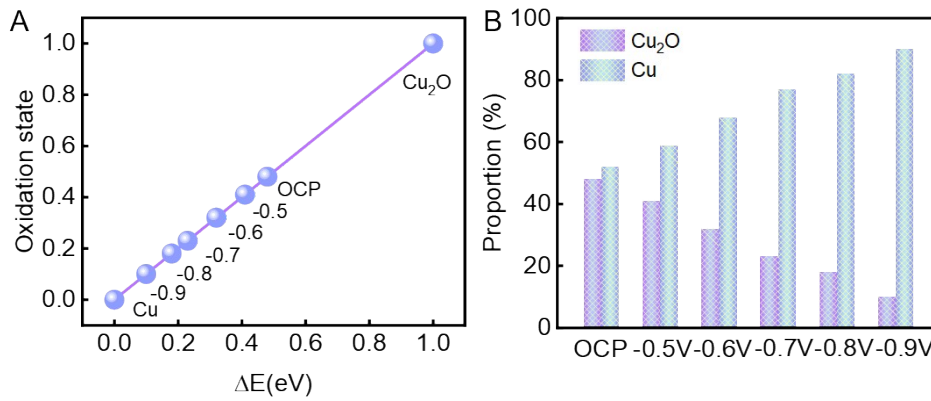 A
Oxidation state
1.0
0.8
0.6
0.4
0.2
0.0
Cu₂O
OCP
-0.5
-0.6
-0.7
-0.8
-0.9
Cu
0.0 0.2 0.4 0.6 0.8 1.0
ΔE(eV)
B
Proportion (%)
100
80
60
40
20
0
Cu₂O
Cu
OCP -0.5V -0.6V -0.7V -0.8V -0.9V